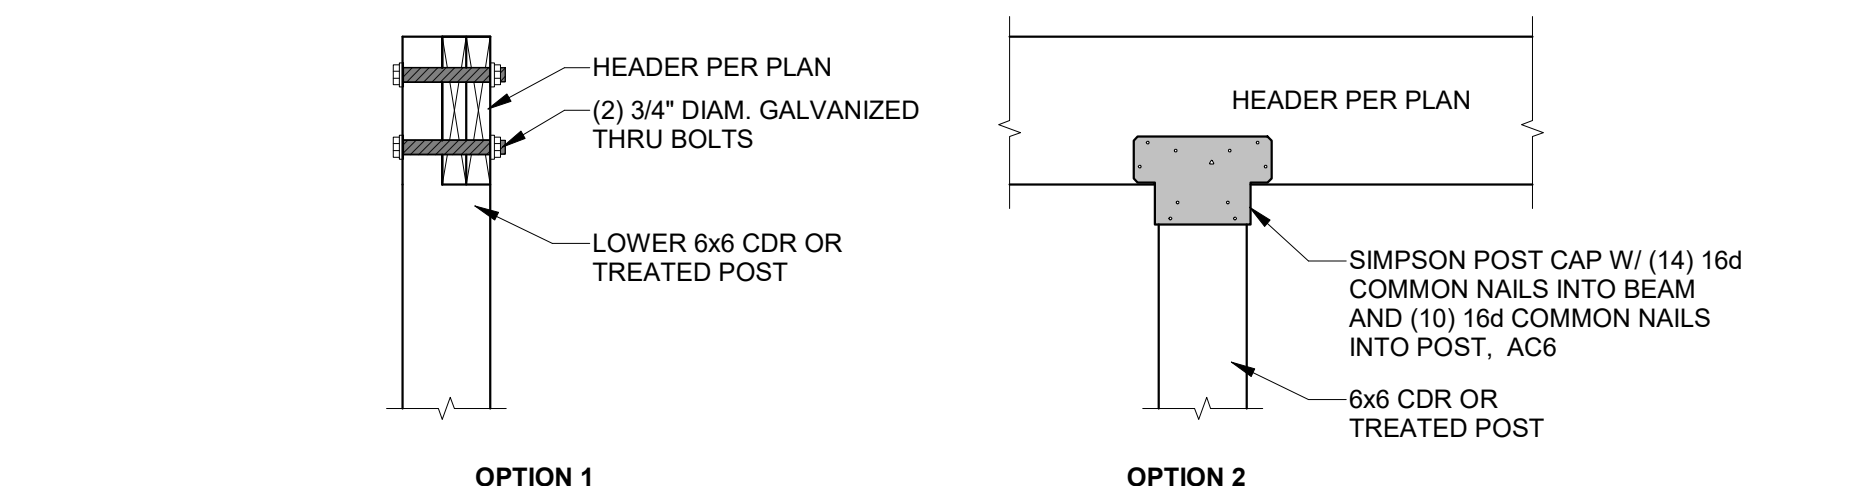 HEADER PER PLAN
(2) 3/4" DIAM. GALVANIZED
THRU BOLTS
LOWER 6x6 CDR OR
TREATED POST
OPTION 1
HEADER PER PLAN
SIMPSON POST CAP W/ (14) 16d
COMMON NAILS INTO BEAM
AND (10) 16d COMMON NAILS
INTO POST, AC6
6x6 CDR OR
TREATED POST
OPTION 2